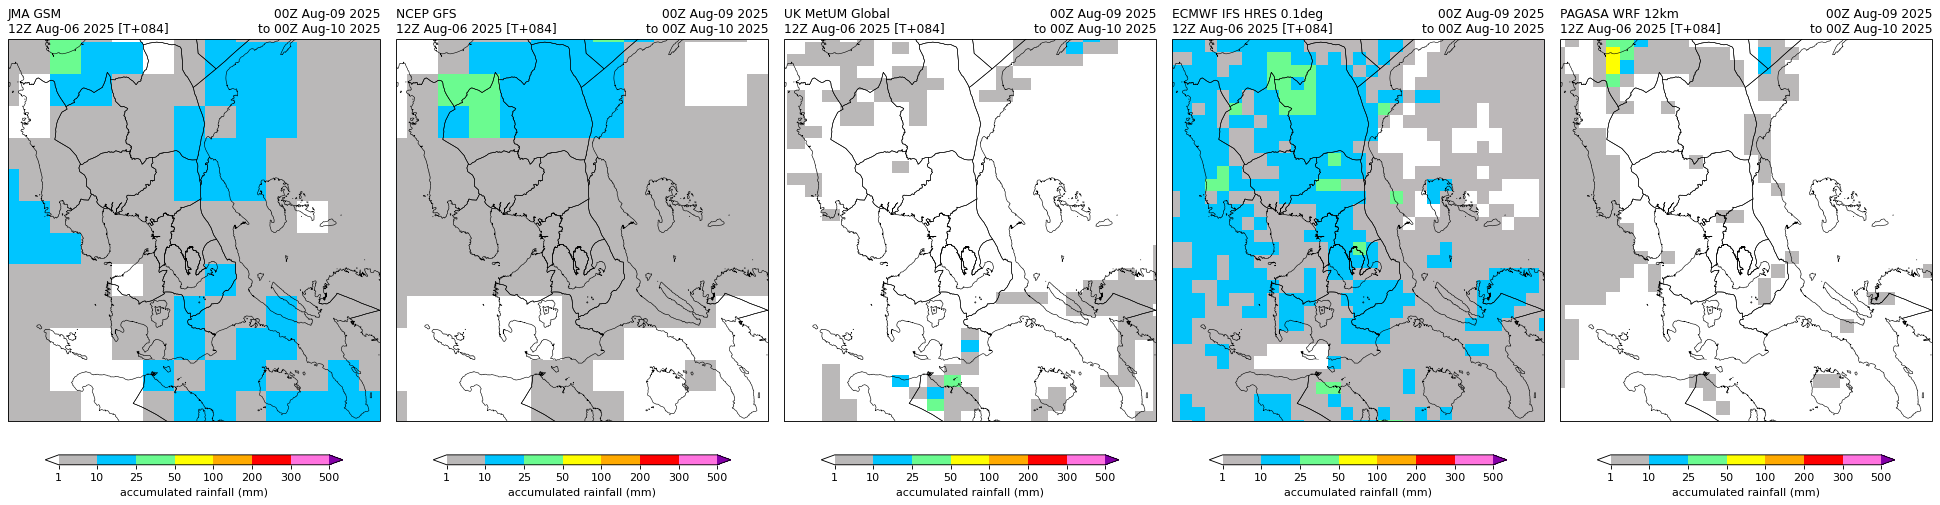 JMA GSM 00Z Aug-09 2025
12Z Aug-06 2025 [T+084] to 00Z Aug-10 2025
NCEP GFS 00Z Aug-09 2025
12Z Aug-06 2025 [T+084] to 00Z Aug-10 2025
UK MetUM Global 00Z Aug-09 2025
12Z Aug-06 2025 [T+084] to 00Z Aug-10 2025
ECMWF IFS HRES 0.1deg 00Z Aug-09 2025
12Z Aug-06 2025 [T+084] to 00Z Aug-10 2025
PAGASA WRF 12km 00Z Aug-09 2025
12Z Aug-06 2025 [T+084] to 00Z Aug-10 2025
1 10 25 50 100 200 300 500
accumulated rainfall (mm)
1 10 25 50 100 200 300 500
accumulated rainfall (mm)
1 10 25 50 100 200 300 500
accumulated rainfall (mm)
1 10 25 50 100 200 300 500
accumulated rainfall (mm)
1 10 25 50 100 200 300 500
accumulated rainfall (mm)